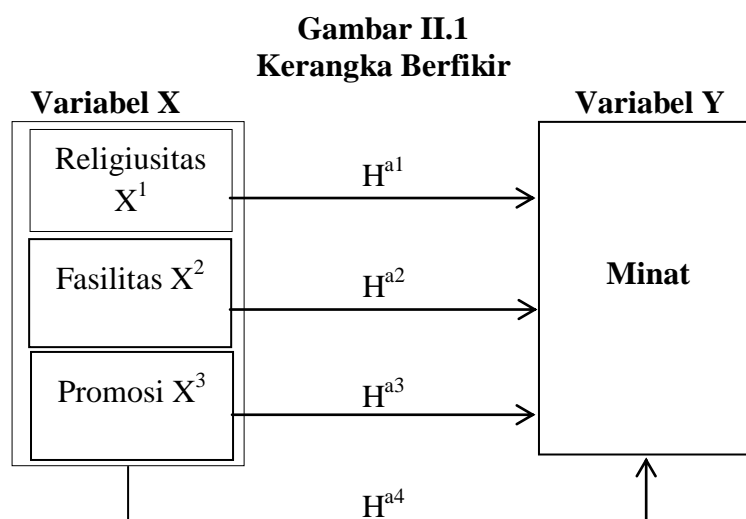 Gambar II.1
Kerangka Berfikir
Variabel X
Variabel Y
Religiusitas
X¹
Hᵃ¹
Fasilitas X²
Hᵃ²
Minat
Promosi X³
Hᵃ³
Hᵃ⁴